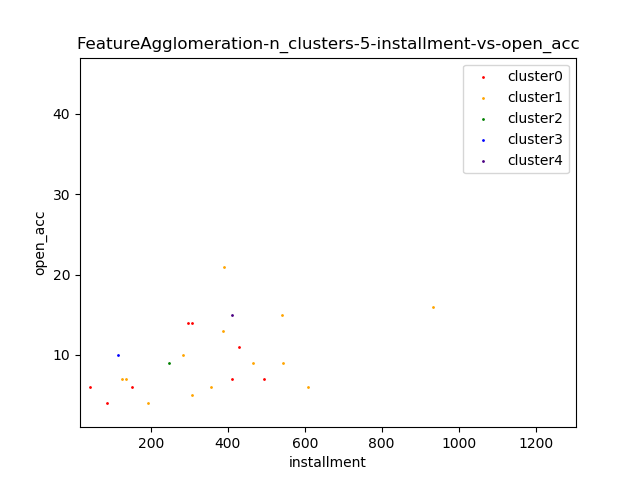 FeatureAgglomeration-n_clusters-5-installment-vs-open_acc
cluster0
cluster1
cluster2
cluster3
cluster4
40
30
20
10
open_acc
200 400 600 800 1000 1200
installment